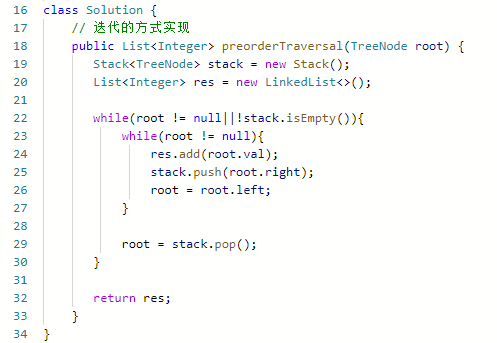 16 class Solution {
17     // 迭代的方式实现
18     public List<Integer> preorderTraversal(TreeNode root) {
19        Stack<TreeNode> stack = new Stack();
20        List<Integer> res = new LinkedList<>();
21
22        while(root != null||!stack.isEmpty()){
23            while(root != null){
24                res.add(root.val);
25                stack.push(root.right);
26                root = root.left;
27            }
28
29            root = stack.pop();
30        }
31
32        return res;
33     }
34 }